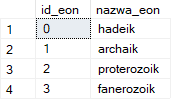 id_eon nazwa_eon
1 0 hadeik
2 1 archaik
3 2 proterozoik
4 3 fanerozoik